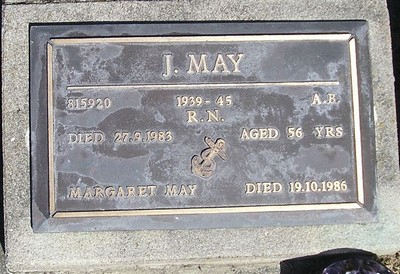 J. MAY
815920 1939 - 45 A.B.
R.N.
DIED 27.9.1983 AGED 56 YRS
MARGARET MAY DIED 19.10.1986